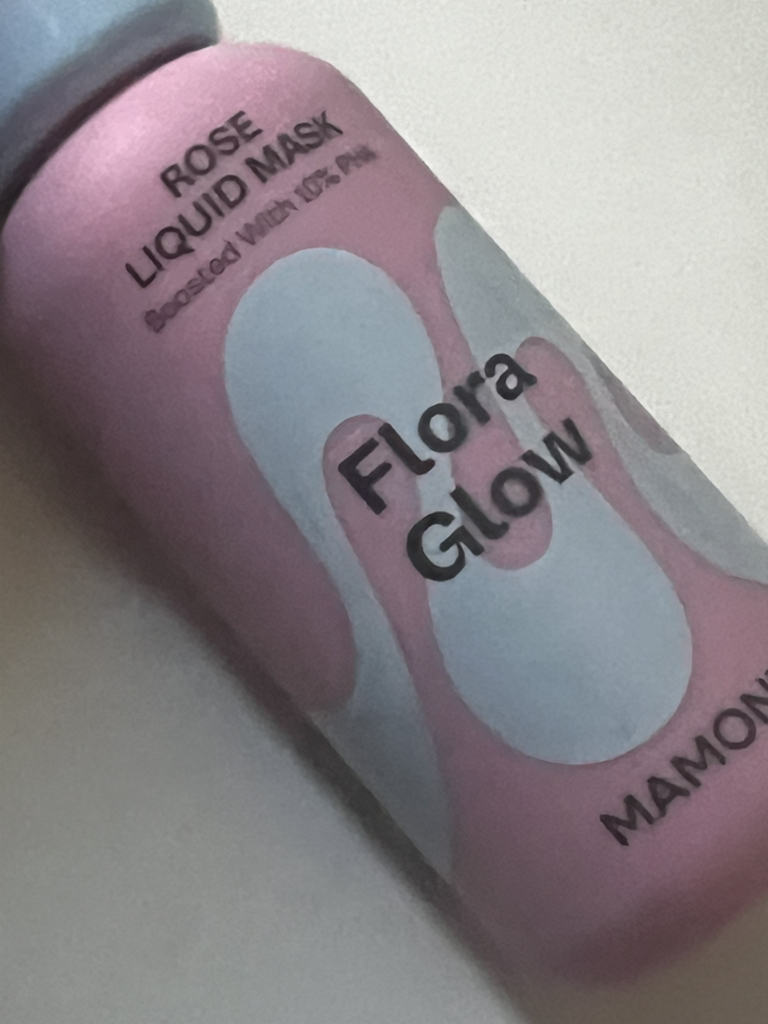 ROSE
LIQUID MASK
Boosted With 10% PHA
Flora
Glow
MAMON